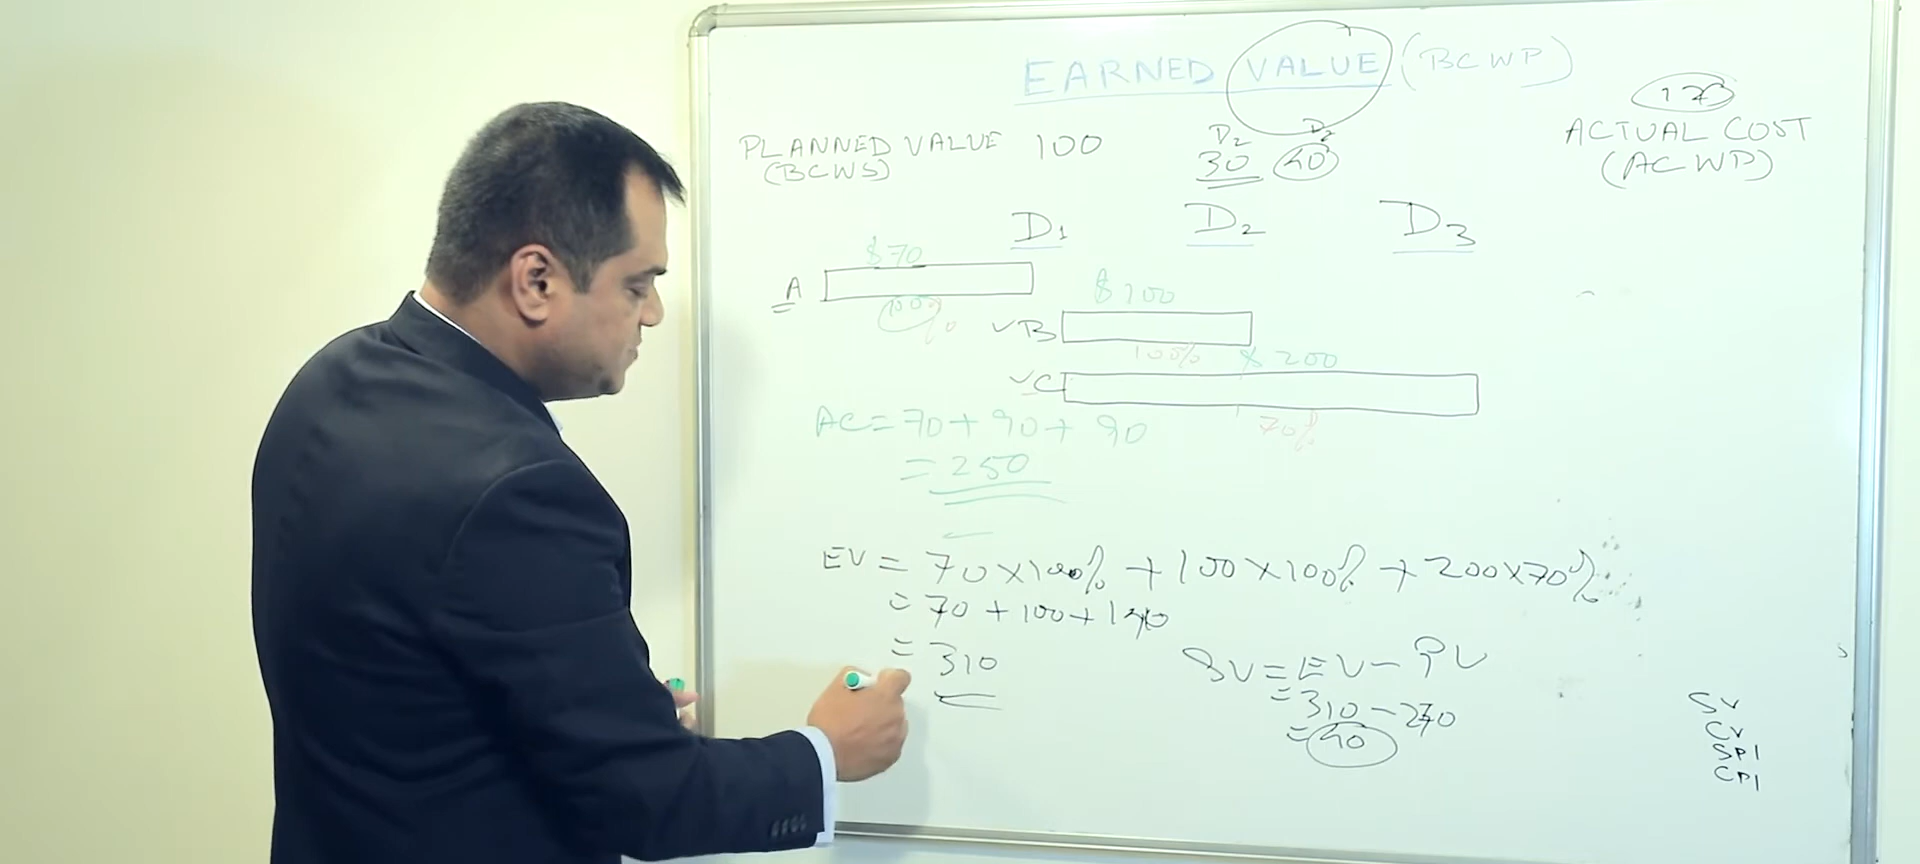 EARNED VALUE (BCWP)
123
PLANNED VALUE 100
(BCWS)
D2 D2
30 40
ACTUAL COST
(ACWP)
D1 D2 D3
$70
A
100%
%
$100
B
100%
$200
C
70%
AC = 70 + 90 + 90
= 250
EV = 70 x 100% + 100 x 100% + 200 x 70%
= 70 + 100 + 140
= 310
SV = EV - PV
= 310 - 270
= 40
SV
CV
SPI
CPI